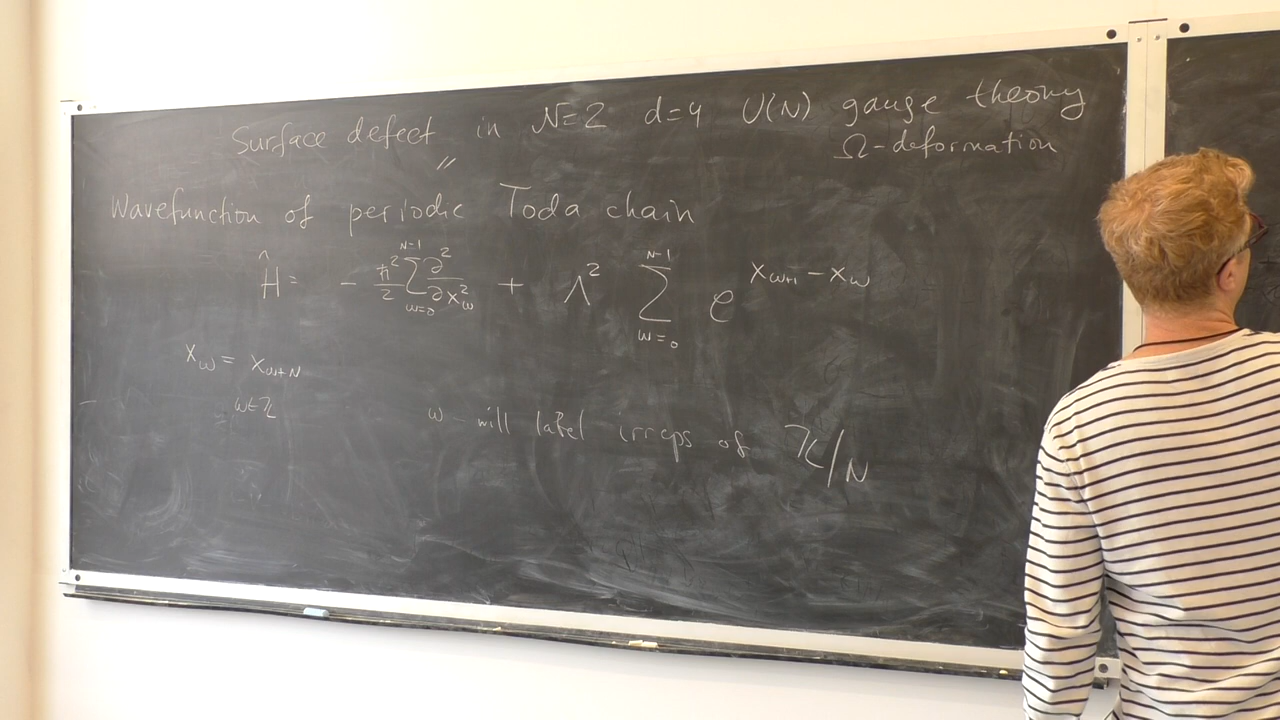 Surface defect in N=2 d=4 U(N) gauge theory
Ω-deformation
"
Wavefunction of periodic Toda chain
Ĥ = - ħ²/2 ∑_{ω=0}^{N-1} ∂²/∂x_ω² + Λ² ∑_{ω=0}^{N-1} e^{x_{ω+1} - x_ω}
x_ω = x_{ω+N}
ω∈ℤ
ω - will label irreps of ℤ/N